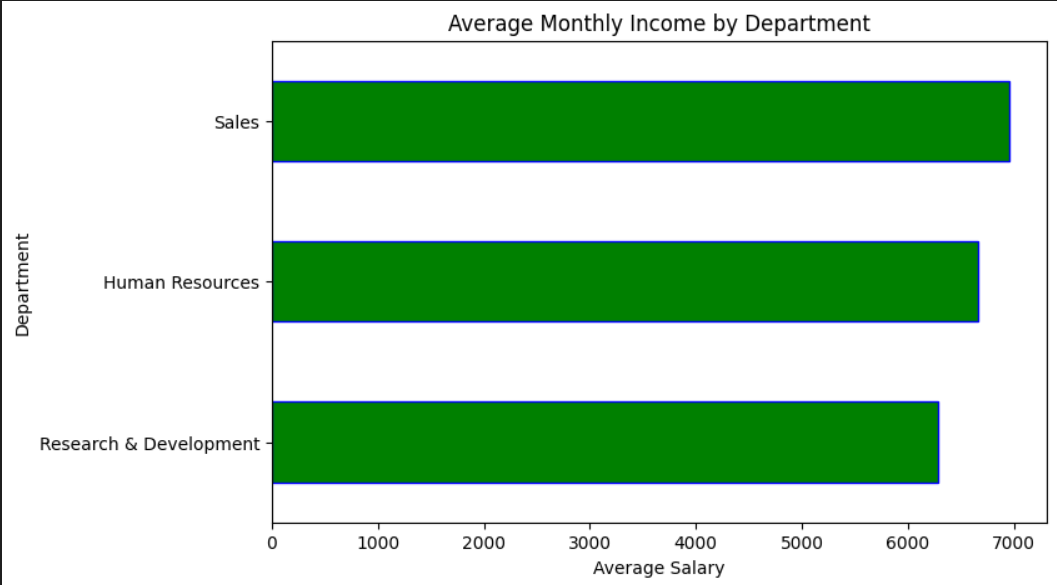 Average Monthly Income by Department
Department
Sales
Human Resources
Research & Development
0 1000 2000 3000 4000 5000 6000 7000
Average Salary